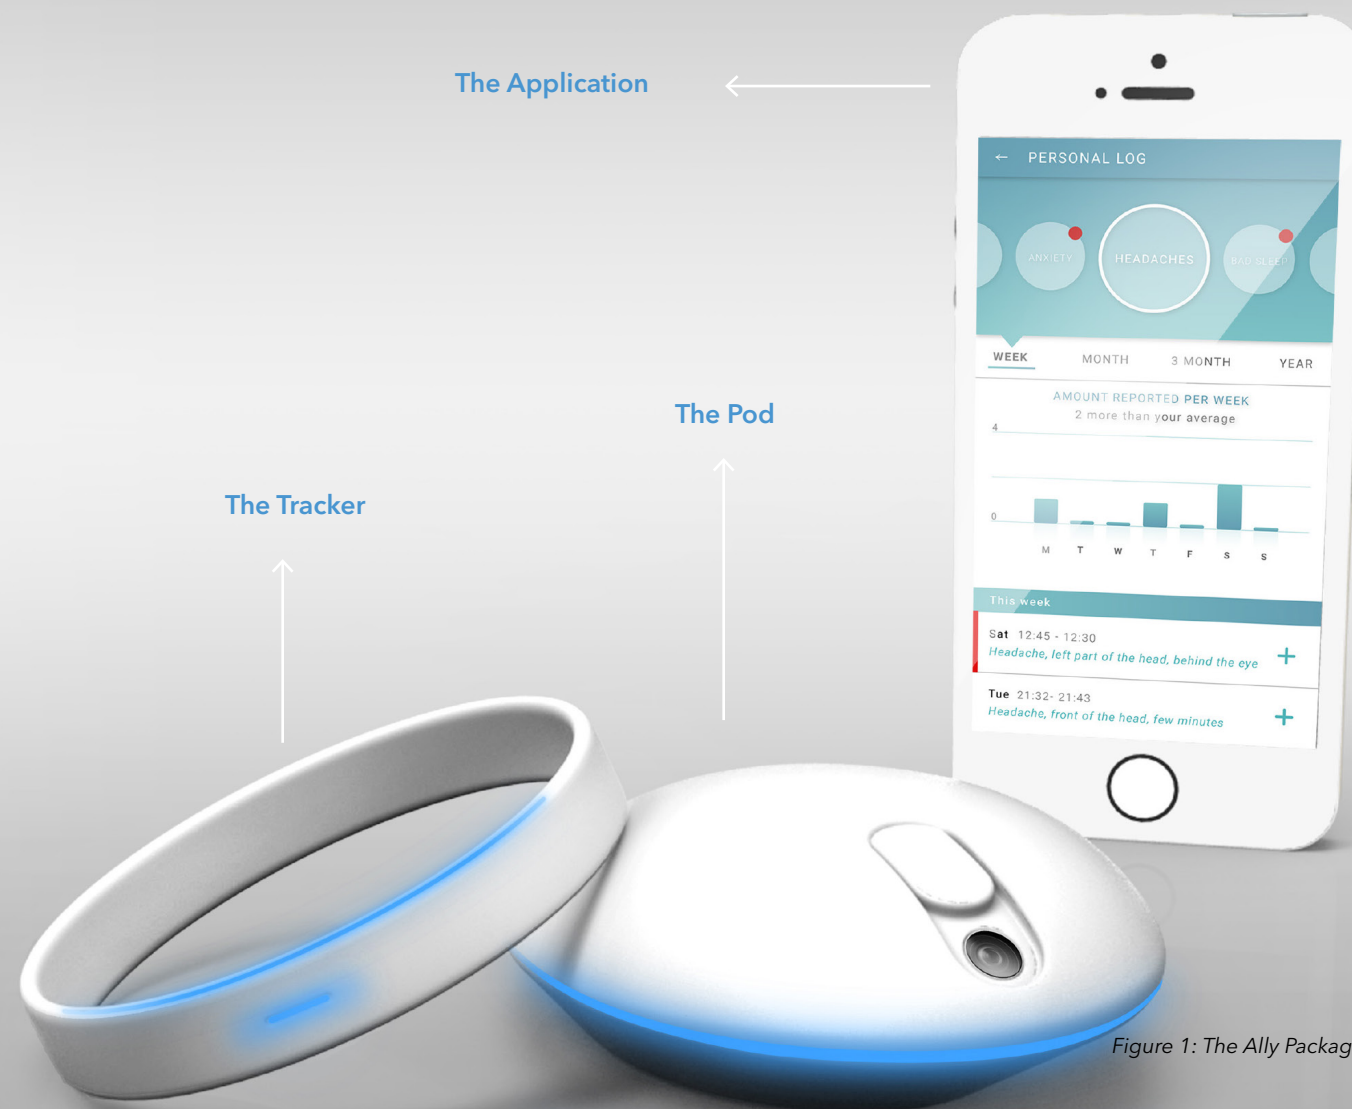 The Application
← PERSONAL LOG
ANXIETY
HEADACHES
BAD SLEEP
WEEK MONTH 3 MONTH YEAR
AMOUNT REPORTED PER WEEK
2 more than your average
4
0
M T W T F S S
The Pod
The Tracker
This week
Sat 12:45 - 12:30
Headache, left part of the head, behind the eye +
Tue 21:32- 21:43
Headache, front of the head, few minutes +
Figure 1: The Ally Packag